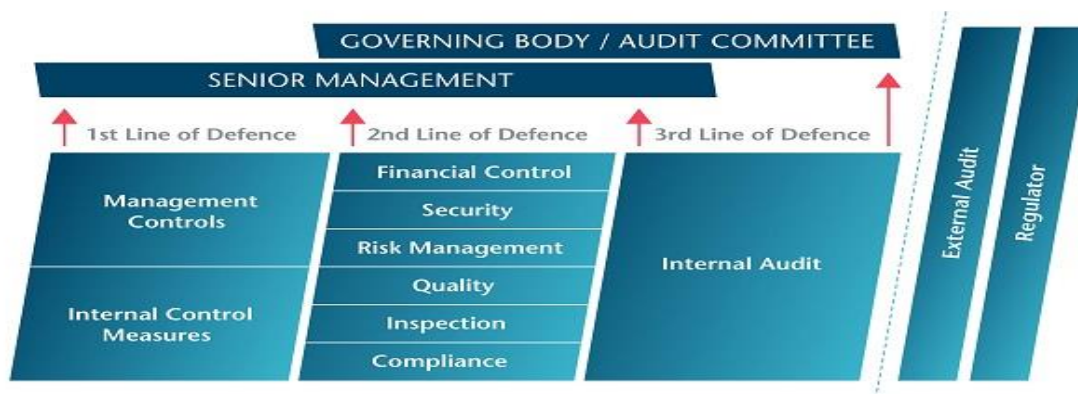 GOVERNING BODY / AUDIT COMMITTEE
SENIOR MANAGEMENT
1st Line of Defence
2nd Line of Defence
3rd Line of Defence
Management
Controls
Internal Control
Measures
Financial Control
Security
Risk Management
Quality
Inspection
Compliance
Internal Audit
External Audit
Regulator